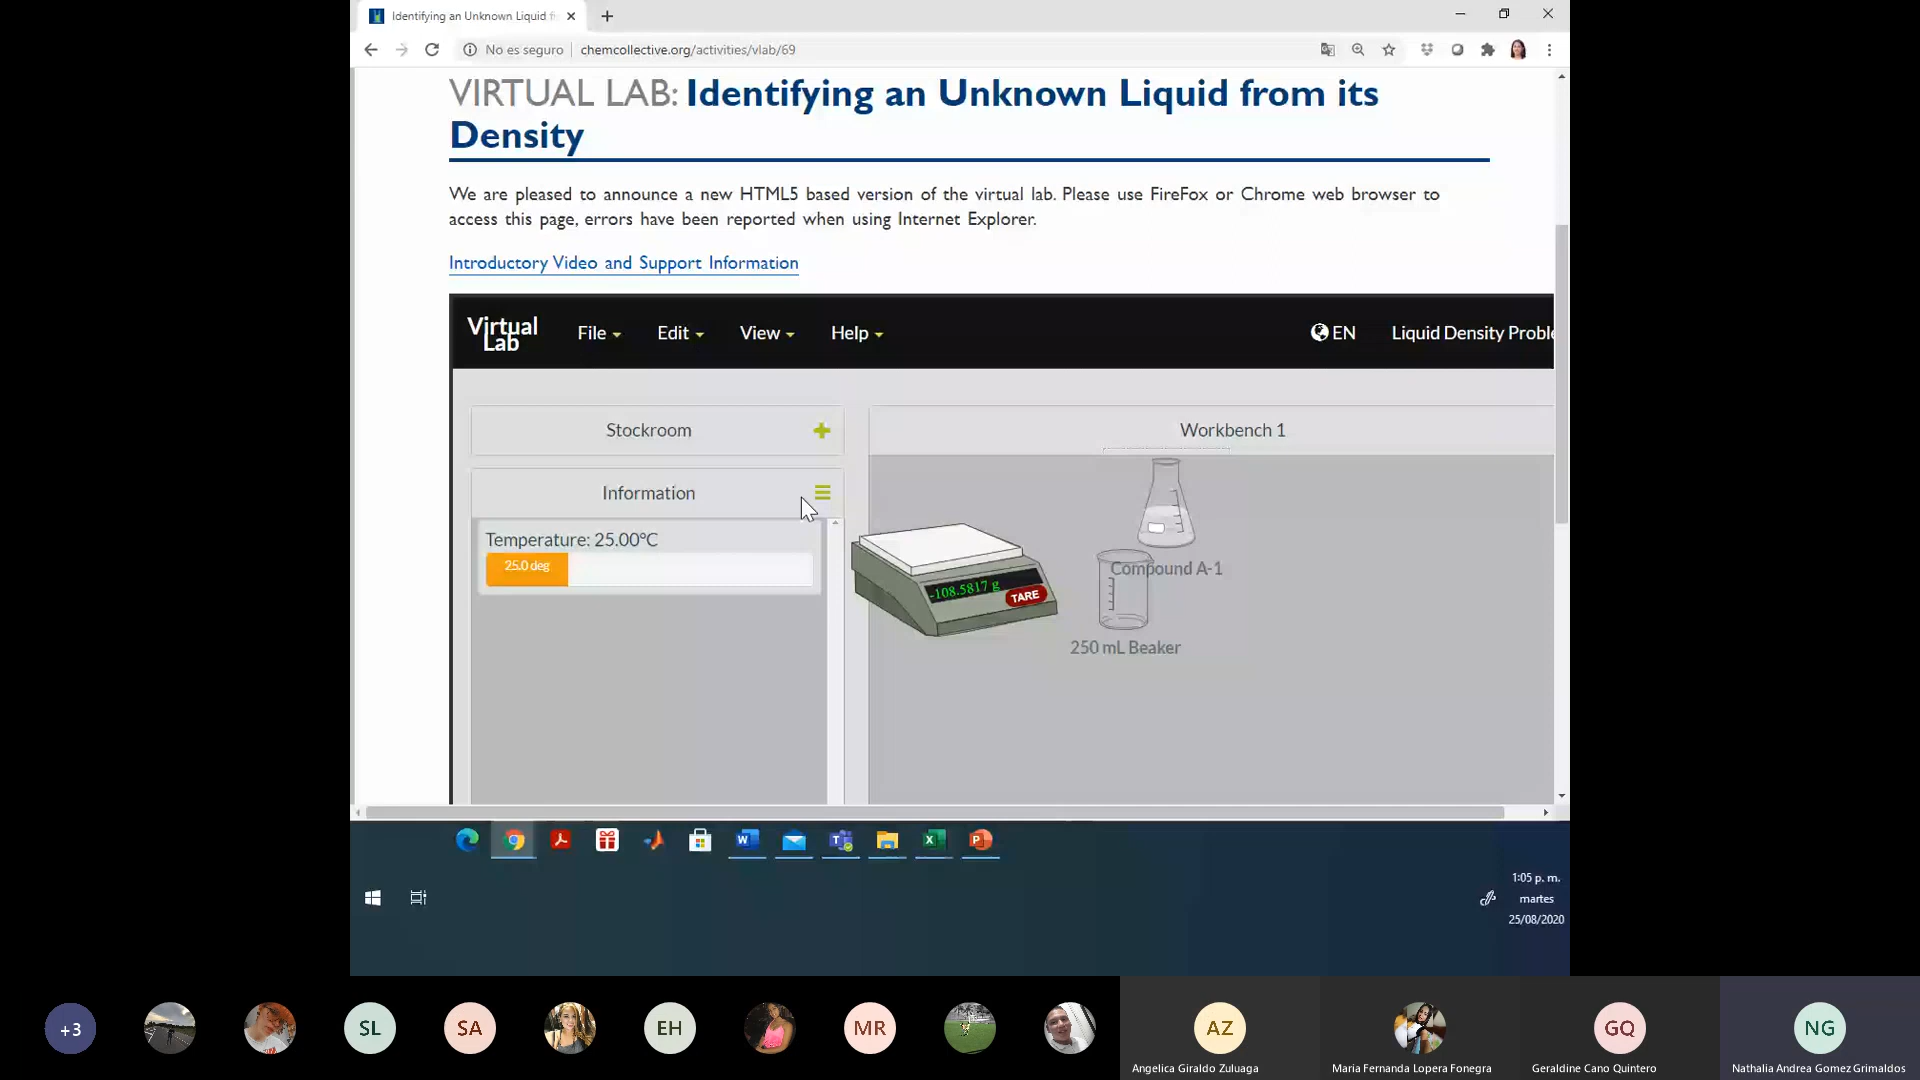 Identifying an Unknown Liquid f
No es seguro
chemcollective.org/activities/vlab/69
VIRTUAL LAB: Identifying an Unknown Liquid from its
Density
We are pleased to announce a new HTML5 based version of the virtual lab. Please use FireFox or Chrome web browser to
access this page, errors have been reported when using Internet Explorer.
Introductory Video and Support Information
Virtual Lab
File
Edit
View
Help
EN
Liquid Density Proble
Stockroom
Workbench 1
Information
Temperature: 25.00°C
25.0 deg
-108.5817 g
TARE
Compound A-1
250 mL Beaker
1:05 p. m.
martes
25/08/2020
+3
SL
SA
EH
MR
AZ
GQ
NG
Angelica Giraldo Zuluaga
Maria Fernanda Lopera Fonegra
Geraldine Cano Quintero
Nathalia Andrea Gomez Grimaldos